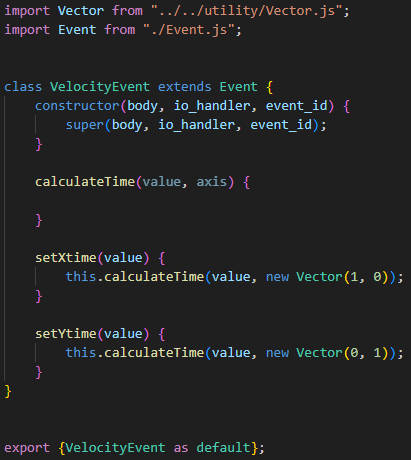 import Vector from "../../utility/Vector.js";
import Event from "./Event.js";
class VelocityEvent extends Event {
constructor(body, io_handler, event_id) {
super(body, io_handler, event_id);
}
calculateTime(value, axis) {
}
setXtime(value) {
this.calculateTime(value, new Vector(1, 0));
}
setYtime(value) {
this.calculateTime(value, new Vector(0, 1));
}
}
export {VelocityEvent as default};